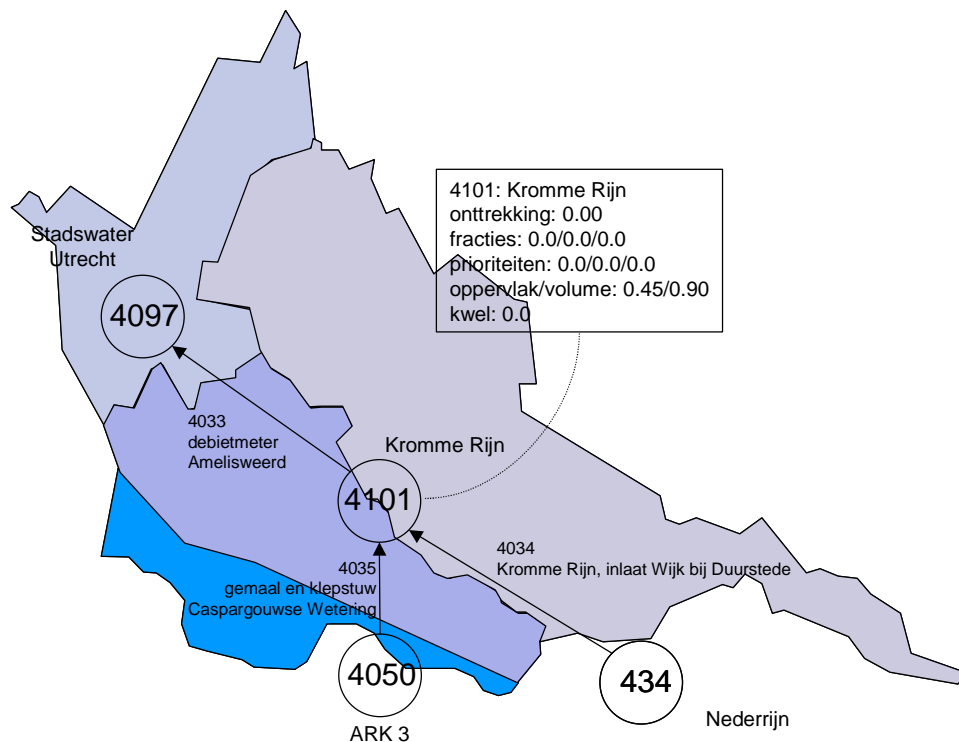 4101: Kromme Rijn
onttrekking: 0.00
fracties: 0.0/0.0/0.0
prioriteiten: 0.0/0.0/0.0
oppervlak/volume: 0.45/0.90
kwel: 0.0
Stadswater
Utrecht
4097
4033
debietmeter
Amelisweerd
Kromme Rijn
4101
4034
Kromme Rijn, inlaat Wijk bij Duurstede
4035
gemaal en klepstuw
Caspargouwse Wetering
4050
ARK 3
434
Nederrijn